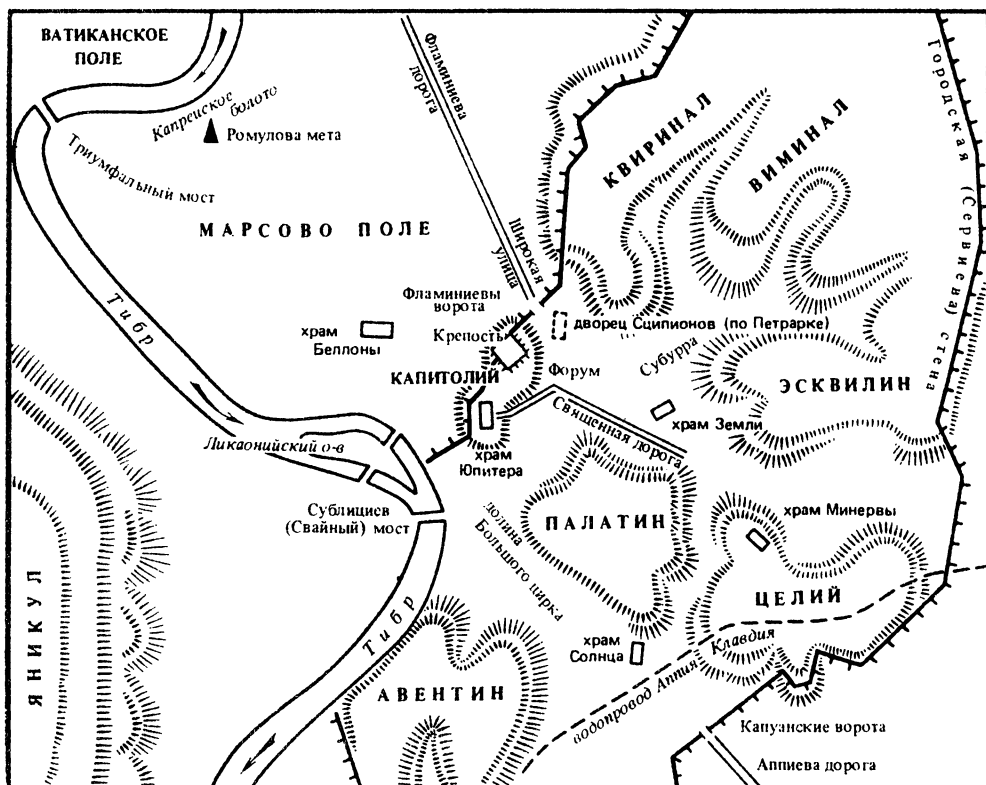 ВАТИКАНСКОЕ
ПОЛЕ
Капрейское
болото
Ромулова мета
Триумфальный мост
Фламиниева
дорога
Городская (Сервиева) стена
КВИРИНАЛ
ВИМИНАЛ
МАРСОВО ПОЛЕ
Широкая
улица
Тибр
Фламиниевы
ворота
храм
Беллоны
Крепость
дворец Сципионов (по Петрарке)
Субурра
КАПИТОЛИЙ
Форум
ЭСКВИЛИН
Священная дорога
храм Земли
Ликаонийский о-в
храм
Юпитера
Сублициев
(Свайный) мост
долина
Большого цирка
ПАЛАТИН
храм Минервы
ЯНИКУЛ
Тибр
ЦЕЛИЙ
храм
Солнца
водопровод Аппия Клавдия
АВЕНТИН
Капуанские ворота
Аппиева дорога